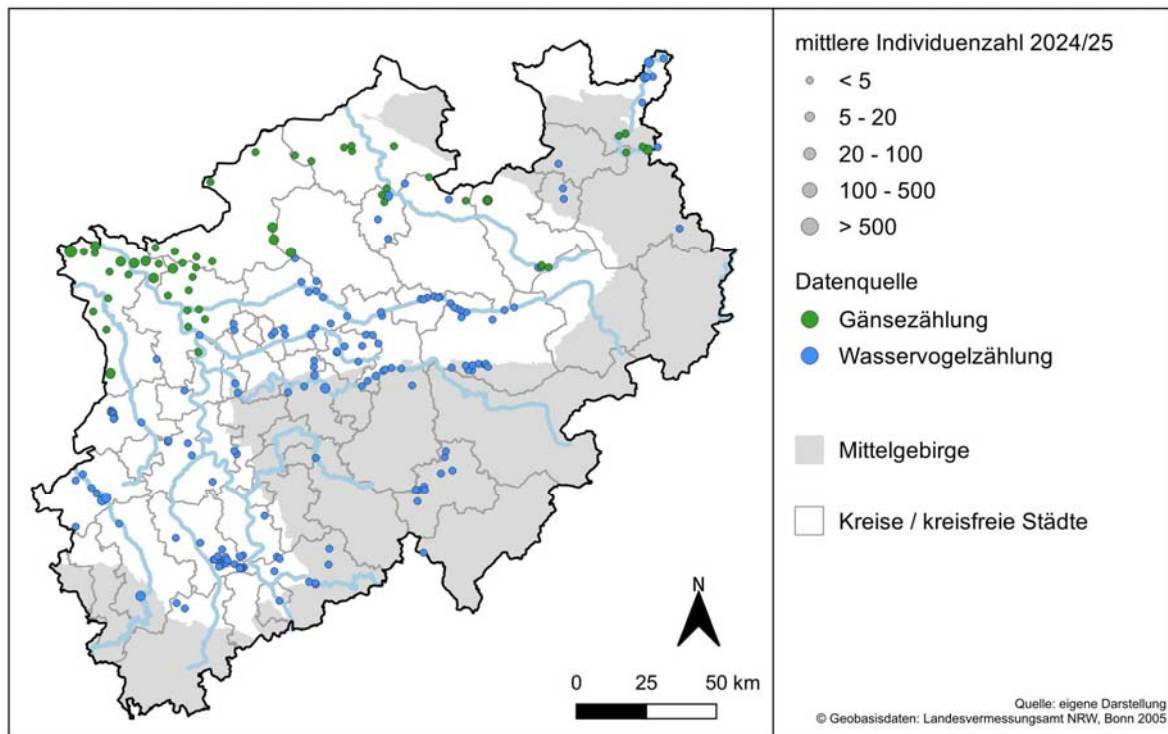 mittlere Individuenzahl 2024/25
< 5
5 - 20
20 - 100
100 - 500
> 500
Datenquelle
Gänsezählung
Wasservogelzählung
Mittelgebirge
Kreise / kreisfreie Städte
N
0 25 50 km
Quelle: eigene Darstellung
© Geobasisdaten: Landesvermessungsamt NRW, Bonn 2005